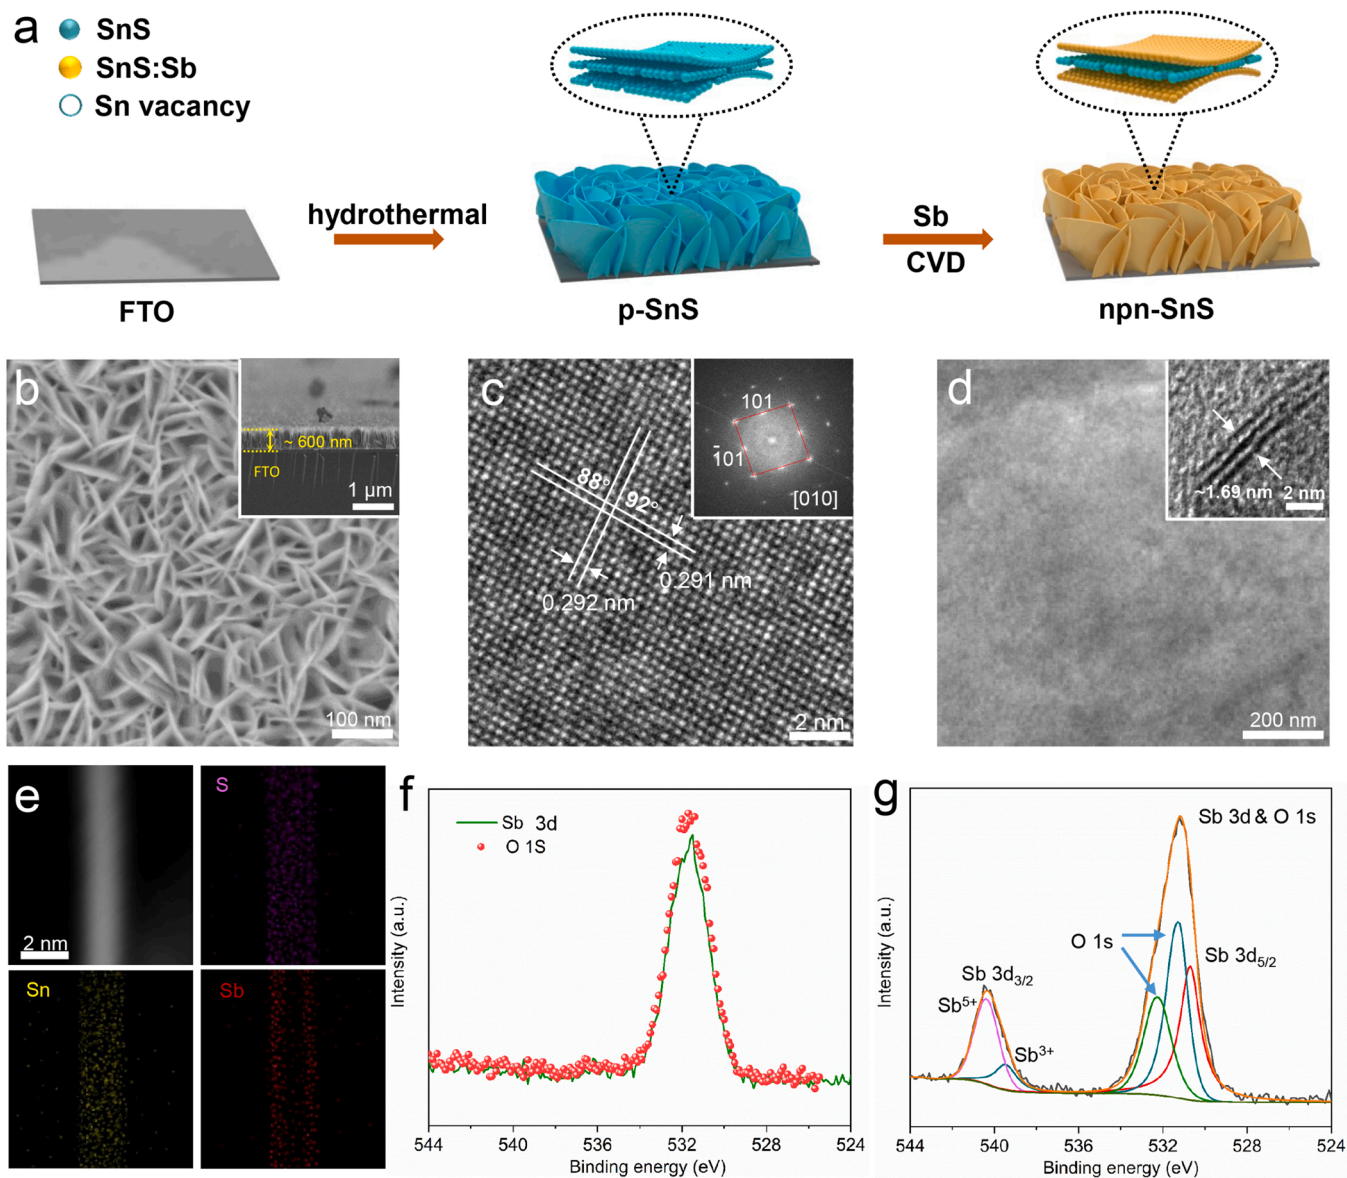 a
SnS
SnS:Sb
Sn vacancy
hydrothermal
Sb
CVD
FTO
p-SnS
npn-SnS
b
~ 600 nm
FTO
1 μm
100 nm
c
101
1̄01
[010]
88°
92°
0.291 nm
0.292 nm
2 nm
d
~1.69 nm
2 nm
200 nm
e
2 nm
S
Sn
Sb
f
Sb 3d
O 1S
Intensity (a.u.)
544 540 536 532 528 524
Binding energy (eV)
g
Sb 3d & O 1s
O 1s
Sb 3d5/2
Sb 3d3/2
Sb5+
Sb3+
Intensity (a.u.)
544 540 536 532 528 524
Binding energy (eV)